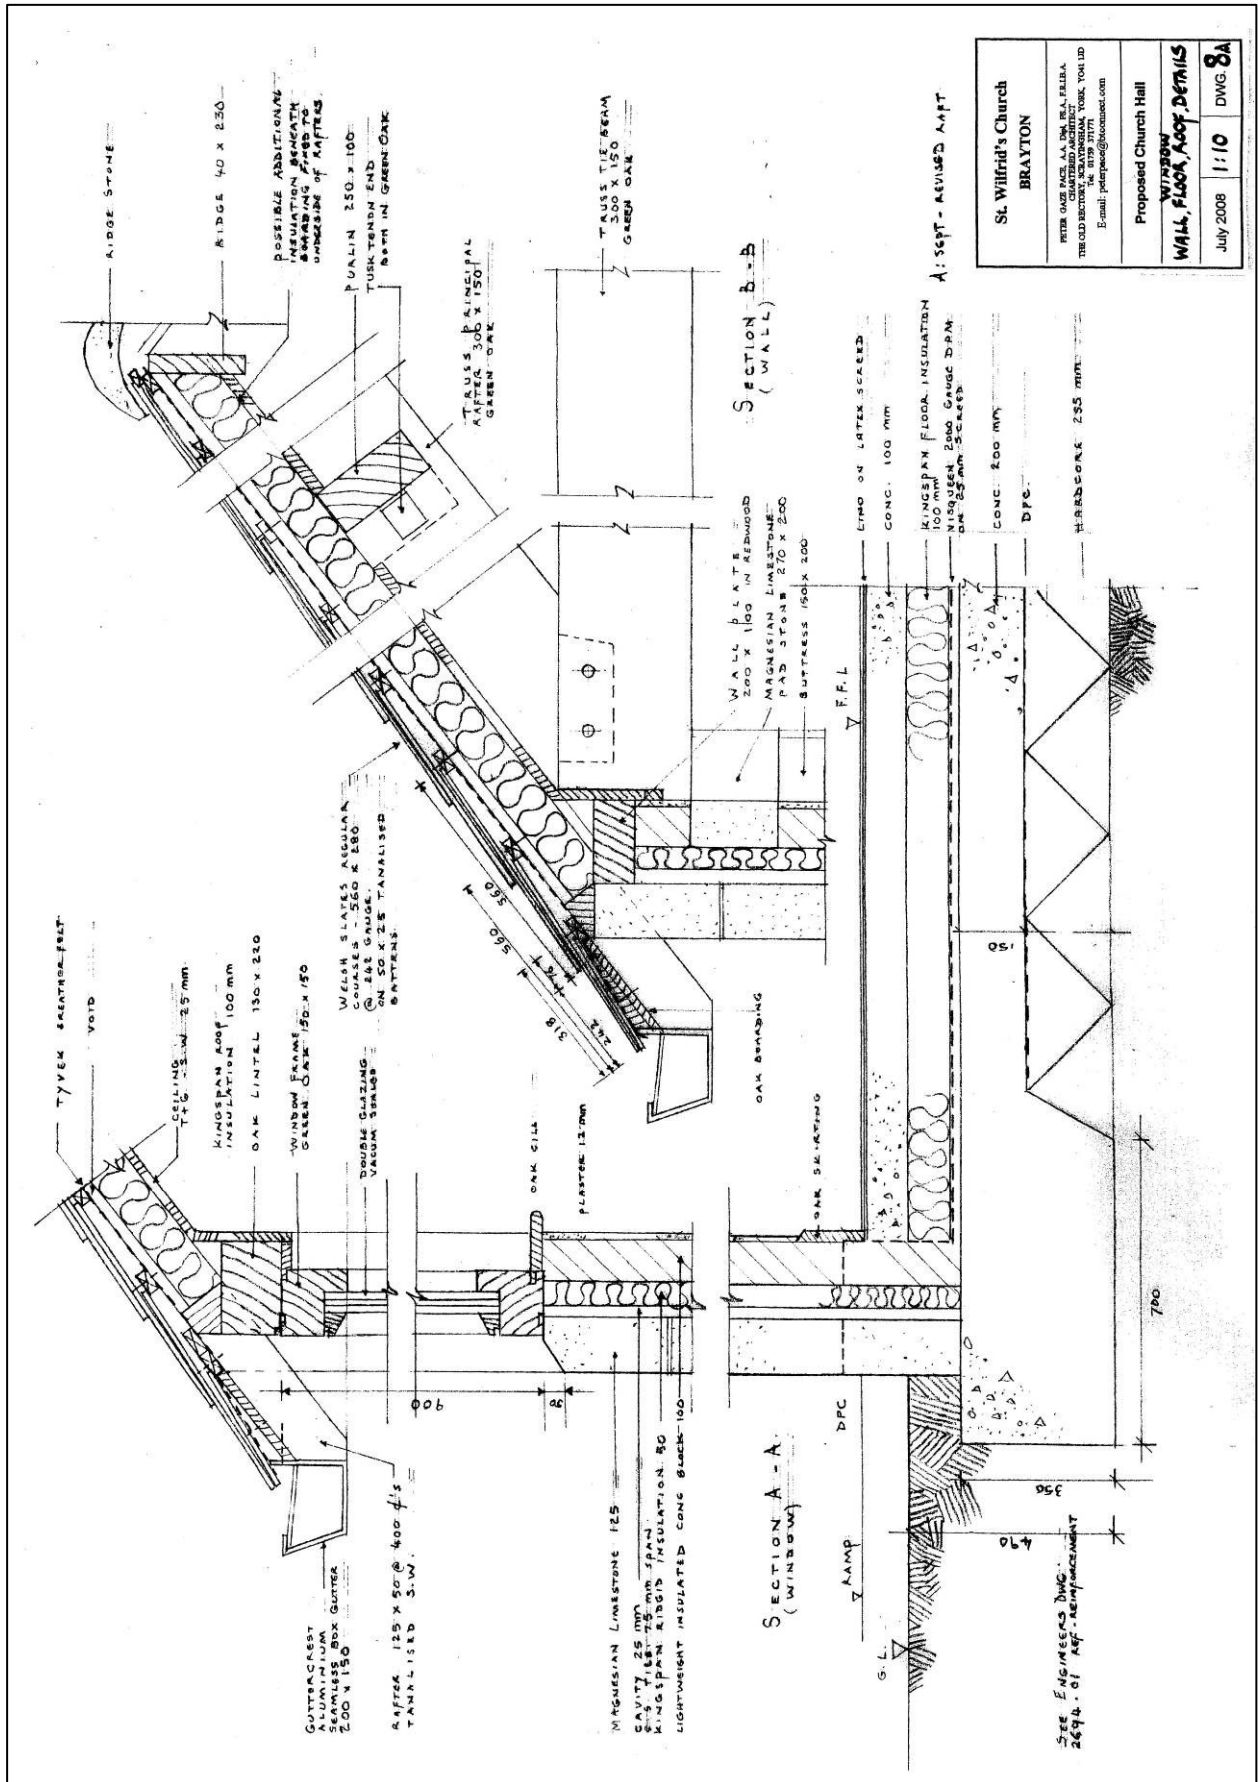 RIDGE STONE
RIDGE 40 x 230
POSSIBLE ADDITIONAL
INSULATION BENEATH
BOARDING FIXED TO
UNDERSIDE OF RAFTERS
PURLIN 250 x 100
TUSK TENON END
BOTH IN GREEN OAK
TRUSS PRINCIPAL
RAFTER 300 x 150
GREEN OAK
TRUSS TIE BEAM
300 x 150
GREEN OAK
SECTION B-B
(WALL)
TYVEK BREATHER FELT
VOID
CEILING
T+G S.W. 25 mm
KINGSPAN ROOF
INSULATION 100 mm
OAK LINTEL 130 x 220
WINDOW FRAME
GREEN OAK 150 x 150
DOUBLE GLAZING
VACUM SEALED
OAK CILL
PLASTER 12 mm
WELSH SLATES REGULAR
COURSES - 560 x 280
@ 242 GAUGE
ON 50 x 25 TANALISED
BATTENS
560
560
76
318
242
OAK BOARDING
WALL PLATE
200 x 100 IN REDWOOD
MAGNESIAN LIMESTONE
PAD STONE 270 x 200
BUTTRESS 150 x 200
GUTTERCREST
ALUMINIUM
SEAMLESS BOX GUTTER
200 x 150
RAFTER 125 x 50 @ 400 ¢'s
TANALISED S.W.
900
MAGNESIAN LIMESTONE 125
CAVITY 25 mm
KINGSPAN RIDGID INSULATION 50
LIGHTWEIGHT INSULATED CONC BLOCK 100
SECTION A-A
(WINDOW)
OAK SKIRTING
DPC
RAMP
G.L.
F.F.L
LINO ON LATEX SCREED
CONC. 100 mm
KINGSPAN FLOOR INSULATION
100 mm
VISQUEEN 2000 GAUGE DPM
ON 25 mm SCREED
CONC 200 mm
DPC
HARDCORE 255 mm
150
700
350
490
SEE ENGINEERS DWG
2694.01 REF-REINFORCEMENT
A: SEPT - REVISED
St. Wilfrid's Church
BRAYTON
CHARTERED ARCHITECT
THE OLD RECTORY, SCRAYINGHAM, YORK, YO41 1JD
Tel: 01759 371771
E-mail: peterpace@btconnect.com
Proposed Church Hall
WINDOW
WALL, FLOOR, ROOF, DETAILS
July 2008
1:10
DWG. 8A